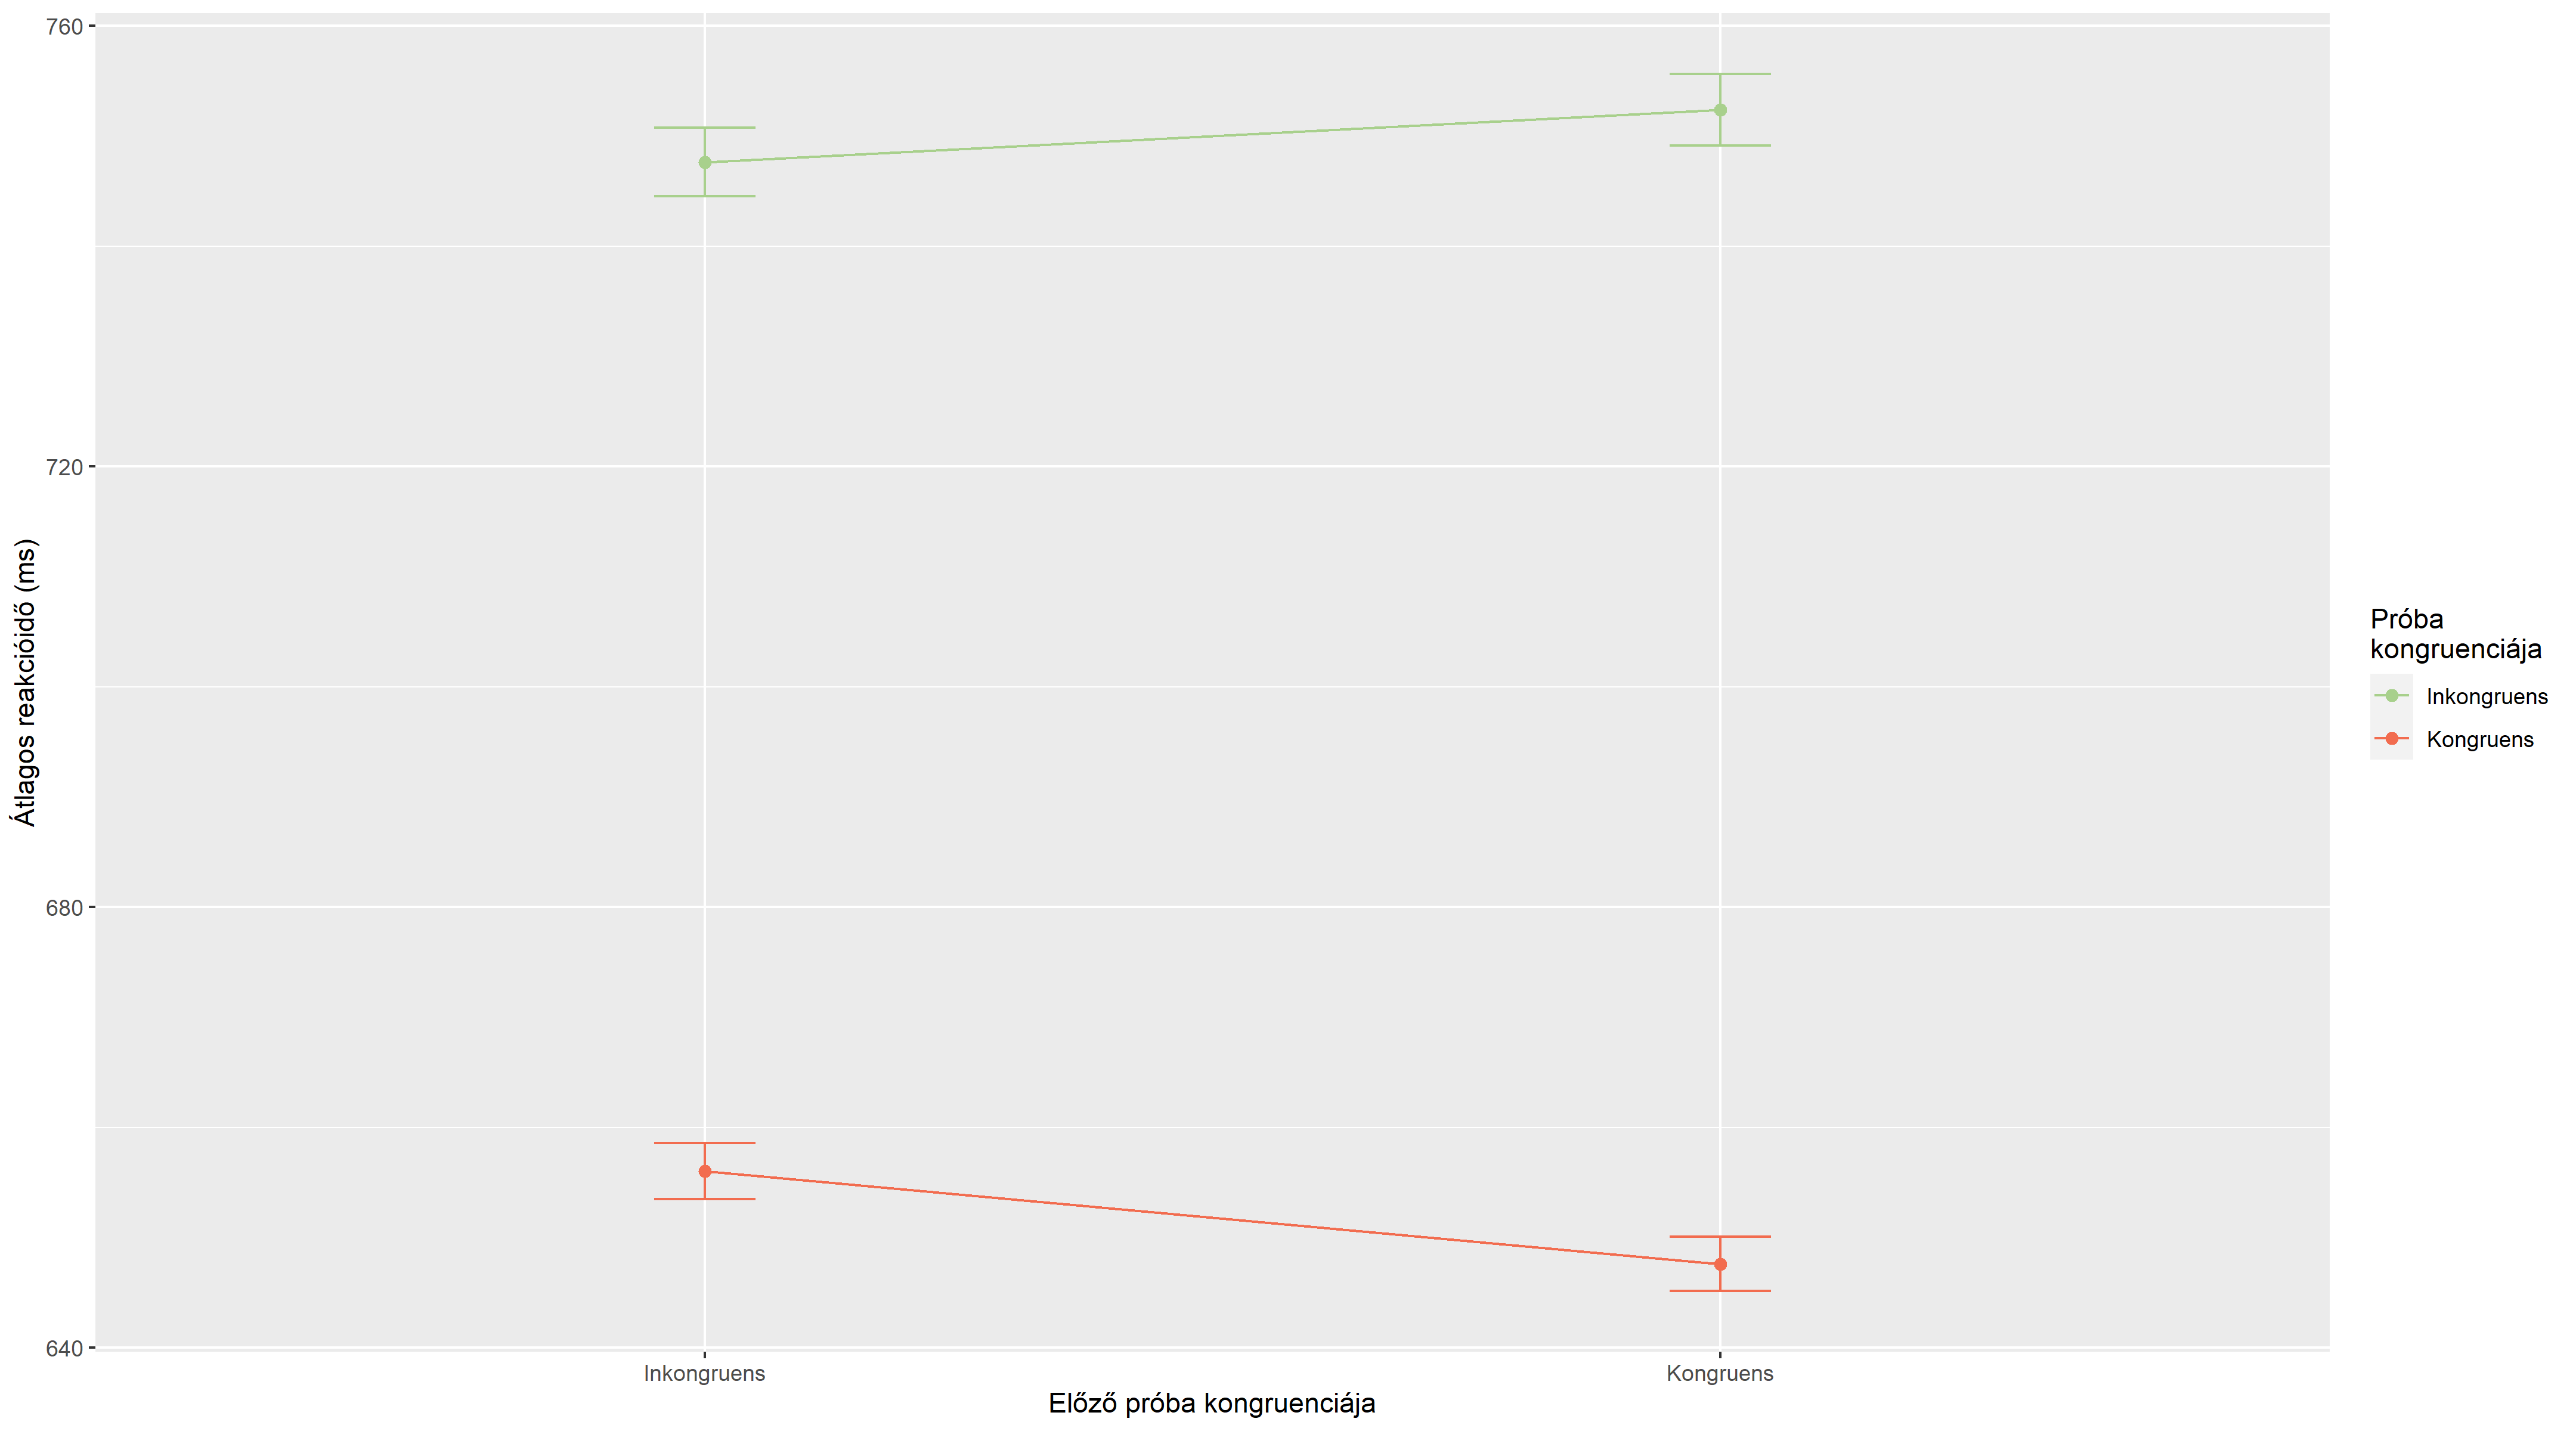 760
720
680
640
Átlagos reakcióidő (ms)
Inkongruens
Kongruens
Előző próba kongruenciája
Próba
kongruenciája
Inkongruens
Kongruens